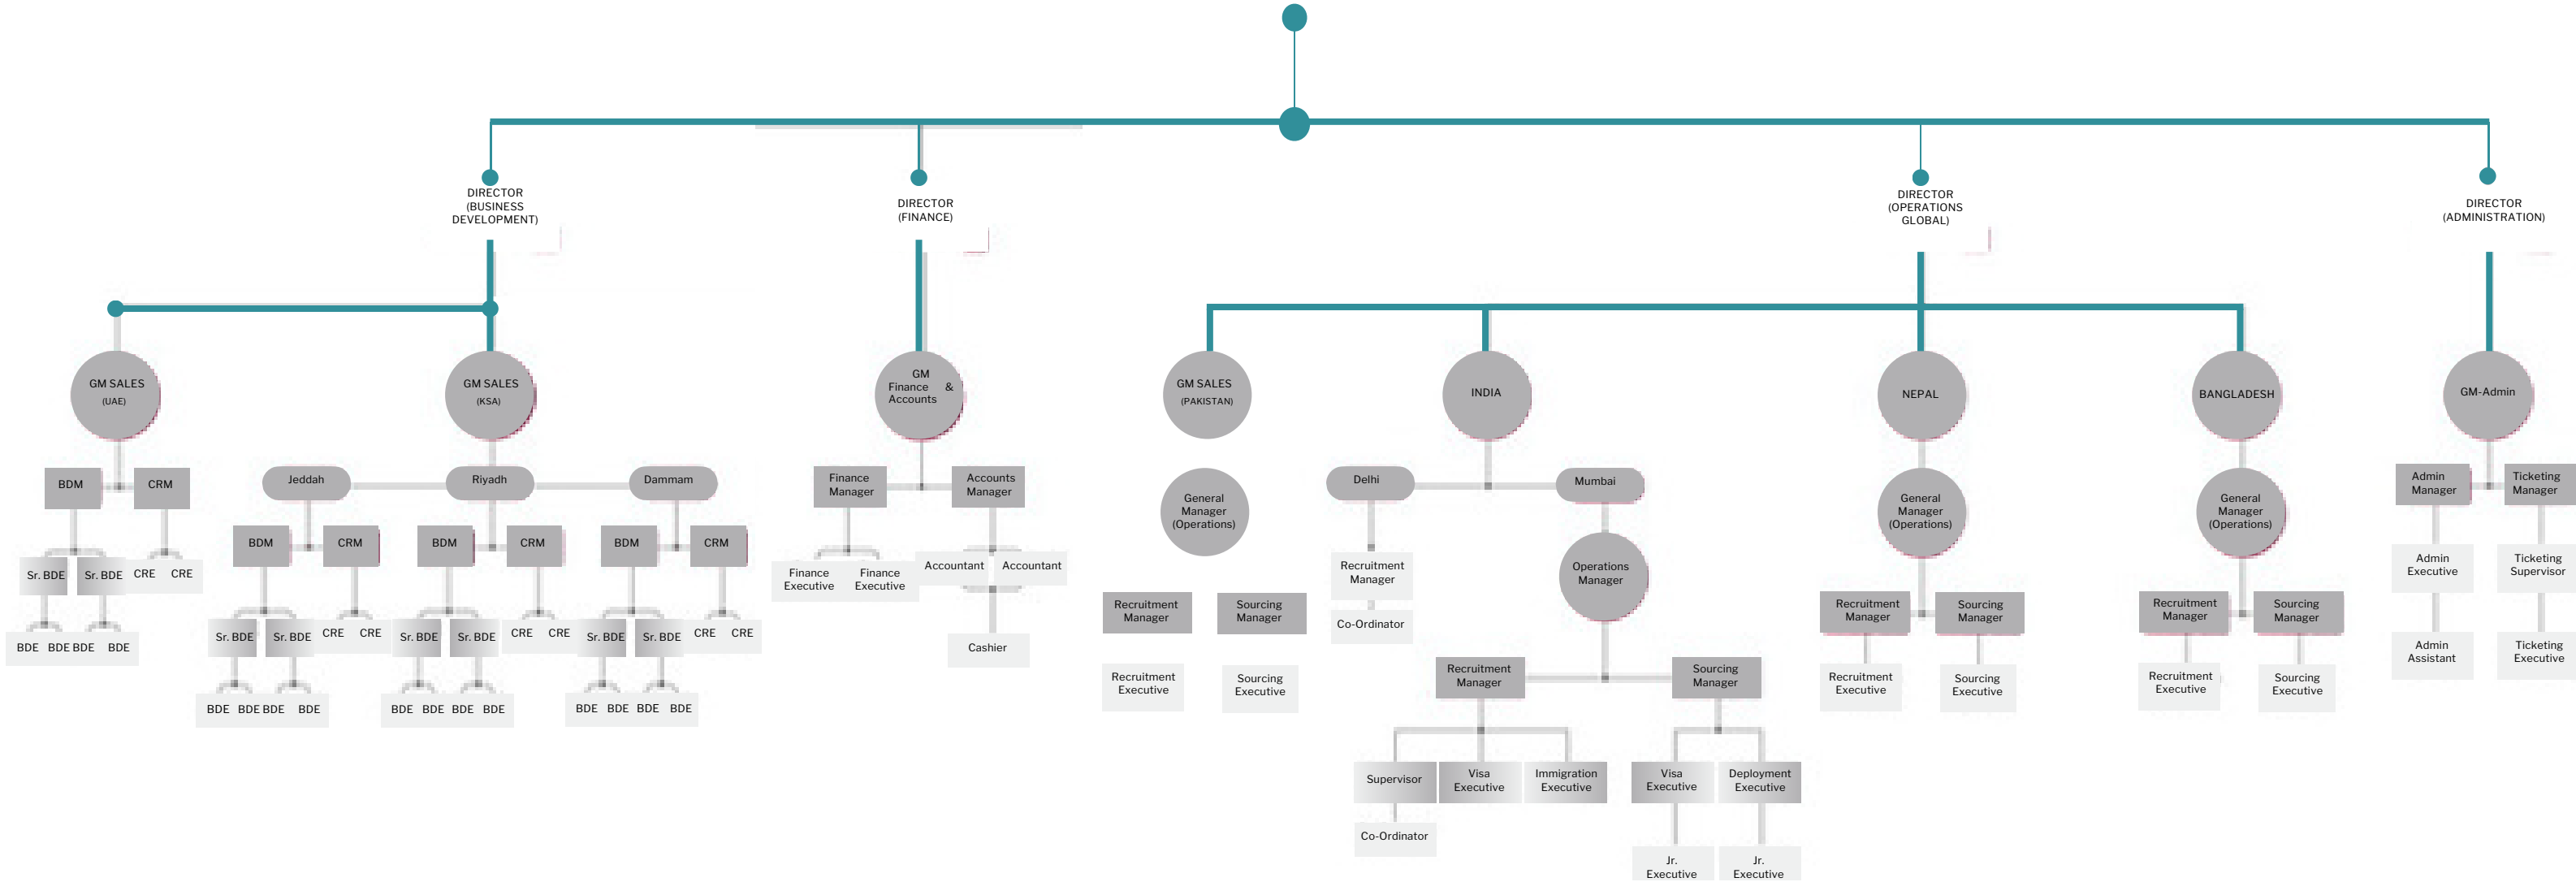 DIRECTOR
(BUSINESS
DEVELOPMENT)
DIRECTOR
(FINANCE)
DIRECTOR
(OPERATIONS
GLOBAL)
DIRECTOR
(ADMINISTRATION)
GM SALES
(UAE)
GM SALES
(KSA)
GM
Finance &
Accounts
GM SALES
(PAKISTAN)
INDIA
NEPAL
BANGLADESH
GM-Admin
BDM
CRM
Sr. BDE
Sr. BDE
CRE
CRE
BDE
BDE
BDE
BDE
Jeddah
Riyadh
Dammam
BDM
CRM
BDM
CRM
BDM
CRM
Sr. BDE
Sr. BDE
CRE
CRE
Sr. BDE
Sr. BDE
CRE
CRE
Sr. BDE
Sr. BDE
CRE
CRE
BDE
BDE
BDE
BDE
BDE
BDE
BDE
BDE
BDE
BDE
BDE
BDE
Finance
Manager
Accounts
Manager
Finance
Executive
Finance
Executive
Accountant
Accountant
Cashier
General
Manager
(Operations)
Recruitment
Manager
Sourcing
Manager
Recruitment
Executive
Sourcing
Executive
Delhi
Mumbai
Recruitment
Manager
Co-Ordinator
Operations
Manager
Recruitment
Manager
Sourcing
Manager
Supervisor
Visa
Executive
Immigration
Executive
Visa
Executive
Deployment
Executive
Co-Ordinator
Jr.
Executive
Jr.
Executive
General
Manager
(Operations)
Recruitment
Manager
Sourcing
Manager
Recruitment
Executive
Sourcing
Executive
General
Manager
(Operations)
Recruitment
Manager
Sourcing
Manager
Recruitment
Executive
Sourcing
Executive
Admin
Manager
Ticketing
Manager
Admin
Executive
Ticketing
Supervisor
Admin
Assistant
Ticketing
Executive